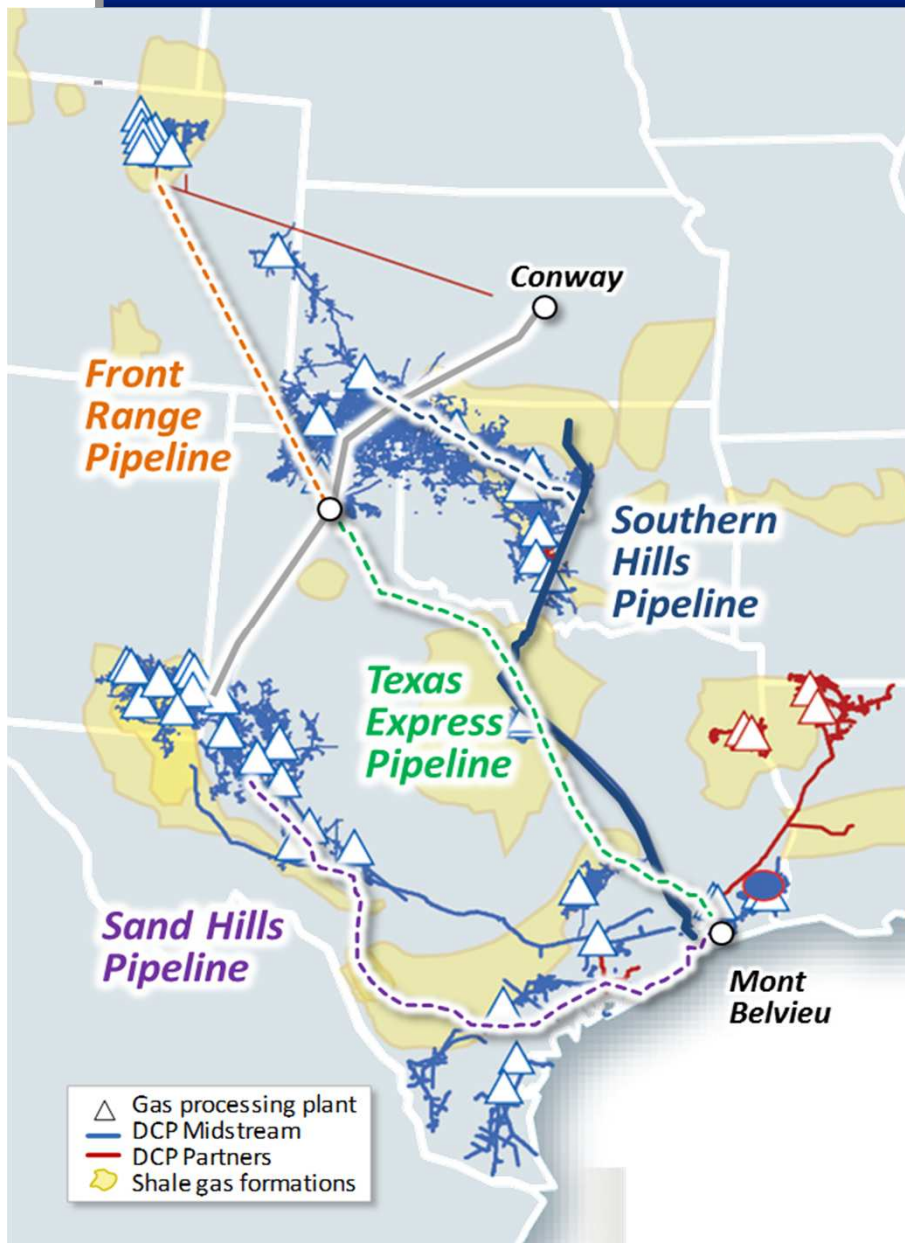 Conway
Front
Range
Pipeline
Southern
Hills
Pipeline
Texas
Express
Pipeline
Sand Hills
Pipeline
Mont
Belvieu
Gas processing plant
DCP Midstream
DCP Partners
Shale gas formations